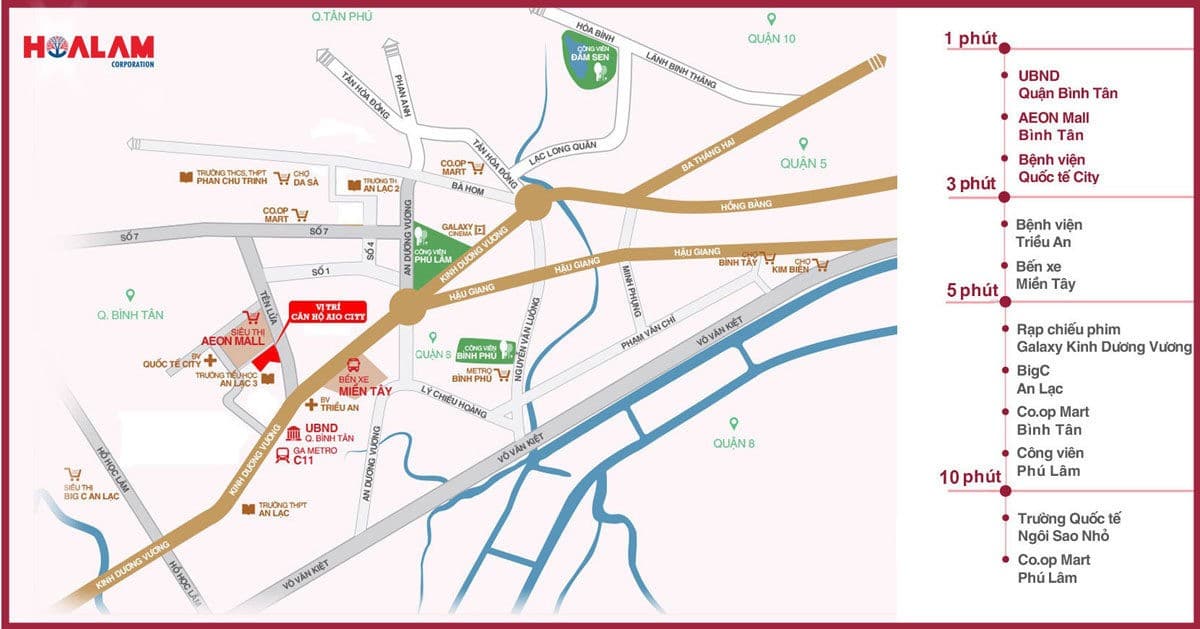 HOALAM
CORPORATION
Q.TÂN PHÚ
HÒA BÌNH
CÔNG VIÊN
ĐẦM SEN
LÃNH BINH THĂNG
QUẬN 10
TÂN HÒA ĐÔNG
PHAN ANH
TÂN HÒA ĐÔNG
LẠC LONG QUÂN
BA THÁNG HAI
QUẬN 5
TRƯỜNG THCS, THPT
PHAN CHU TRINH
CHỢ
DA SÀ
TRƯỜNG TH
AN LẠC 2
CO.OP
MART
BÀ HOM
HỒNG BÀNG
CO.OP
MART
SỐ 7
SỐ 7
SỐ 4
AN DƯƠNG VƯƠNG
GALAXY
CINEMA
CÔNG VIÊN
PHÚ LÂM
KINH DƯƠNG VƯƠNG
SỐ 1
HẬU GIANG
HẬU GIANG
HẬU GIANG
CHỢ
BÌNH TÂY
CHỢ
KIM BIÊN
MINH PHỤNG
TÊN LỬA
Q. BÌNH TÂN
VỊ TRÍ
CĂN HỘ AIO CITY
SIÊU THỊ
AEON MALL
BV
QUỐC TẾ CITY
TRƯỜNG TIỂU HỌC
AN LẠC 3
QUẬN 6
CÔNG VIÊN
BÌNH PHÚ
METRO
BÌNH PHÚ
NGUYỄN VĂN LUÔNG
PHẠM VĂN CHÍ
VÕ VĂN KIỆT
BẾN XE
MIỀN TÂY
BV
TRIỀU AN
LÝ CHIÊU HOÀNG
UBND
Q. BÌNH TÂN
GA METRO
C11
KINH DƯƠNG VƯƠNG
AN DƯƠNG VƯƠNG
VÕ VĂN KIỆT
QUẬN 8
HỒ HỌC LÃM
SIÊU THỊ
BIG C AN LẠC
TRƯỜNG THPT
AN LẠC
KINH DƯƠNG VƯƠNG
HỒ HỌC LÃM
VÕ VĂN KIỆT
1 phút
UBND
Quận Bình Tân
AEON Mall
Bình Tân
Bệnh viện
Quốc tế City
3 phút
Bệnh viện
Triều An
Bến xe
Miền Tây
5 phút
Rạp chiếu phim
Galaxy Kinh Dương Vương
BigC
An Lạc
Co.op Mart
Bình Tân
Công viên
Phú Lâm
10 phút
Trường Quốc tế
Ngôi Sao Nhỏ
Co.op Mart
Phú Lâm